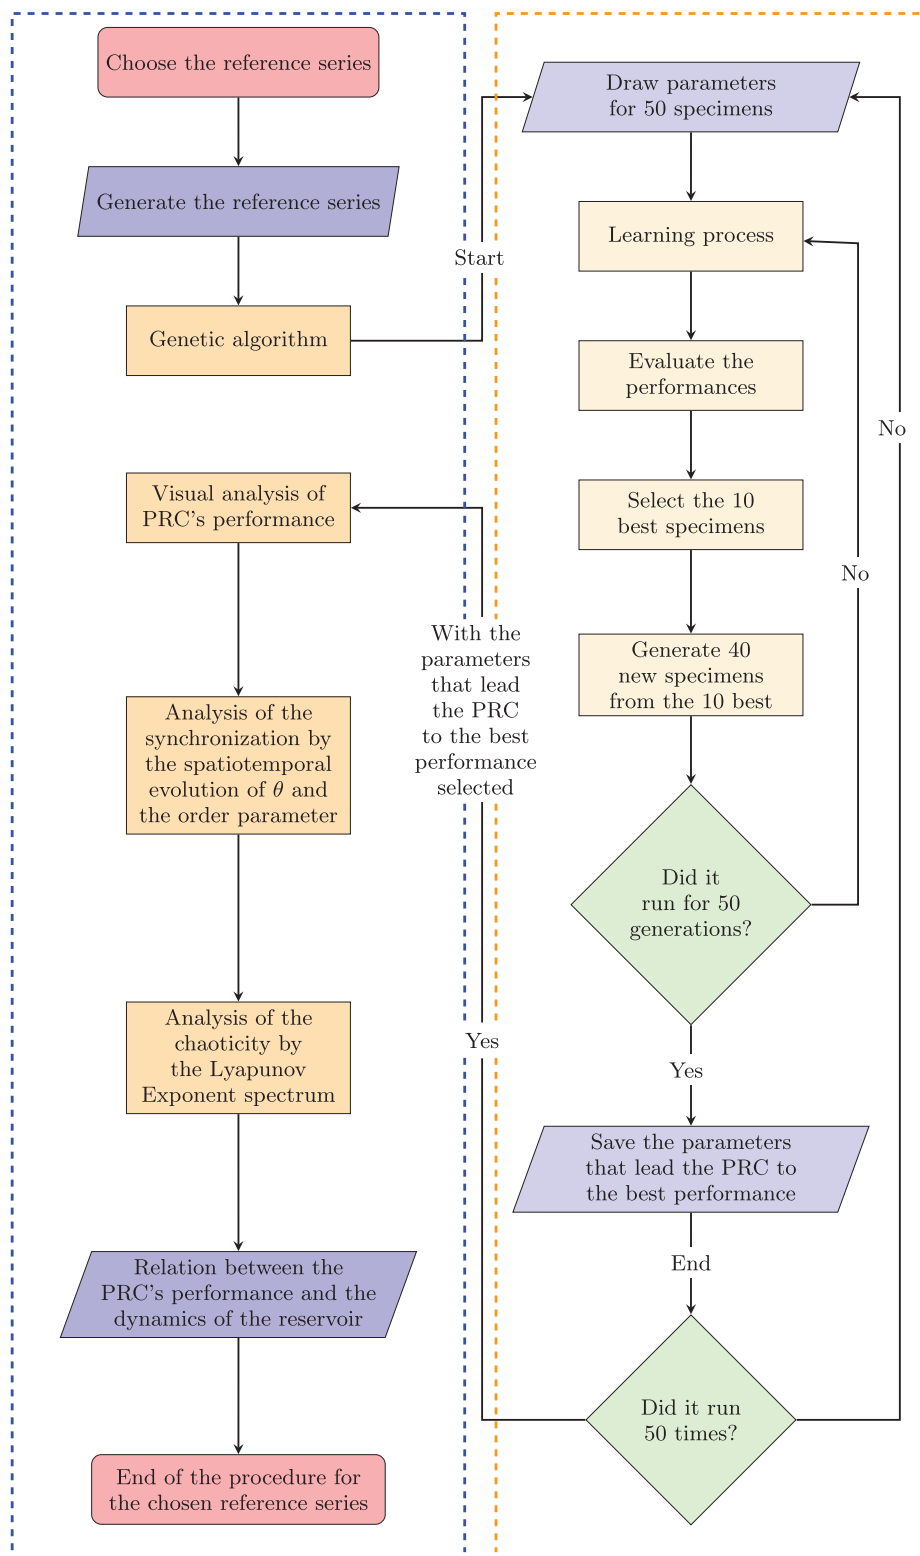 Choose the reference series
Generate the reference series
Genetic algorithm
Start
Draw parameters
for 50 specimens
Learning process
Evaluate the
performances
Select the 10
best specimens
Generate 40
new specimens
from the 10 best
Did it
run for 50
generations?
No
Yes
Save the parameters
that lead the PRC to
the best performance
End
Did it run
50 times?
No
Yes
With the
parameters
that lead
the PRC
to the best
performance
selected
Visual analysis of
PRC's performance
Analysis of the
synchronization by
the spatiotemporal
evolution of θ and
the order parameter
Analysis of the
chaoticity by
the Lyapunov
Exponent spectrum
Relation between the
PRC's performance and the
dynamics of the reservoir
End of the procedure for
the chosen reference series